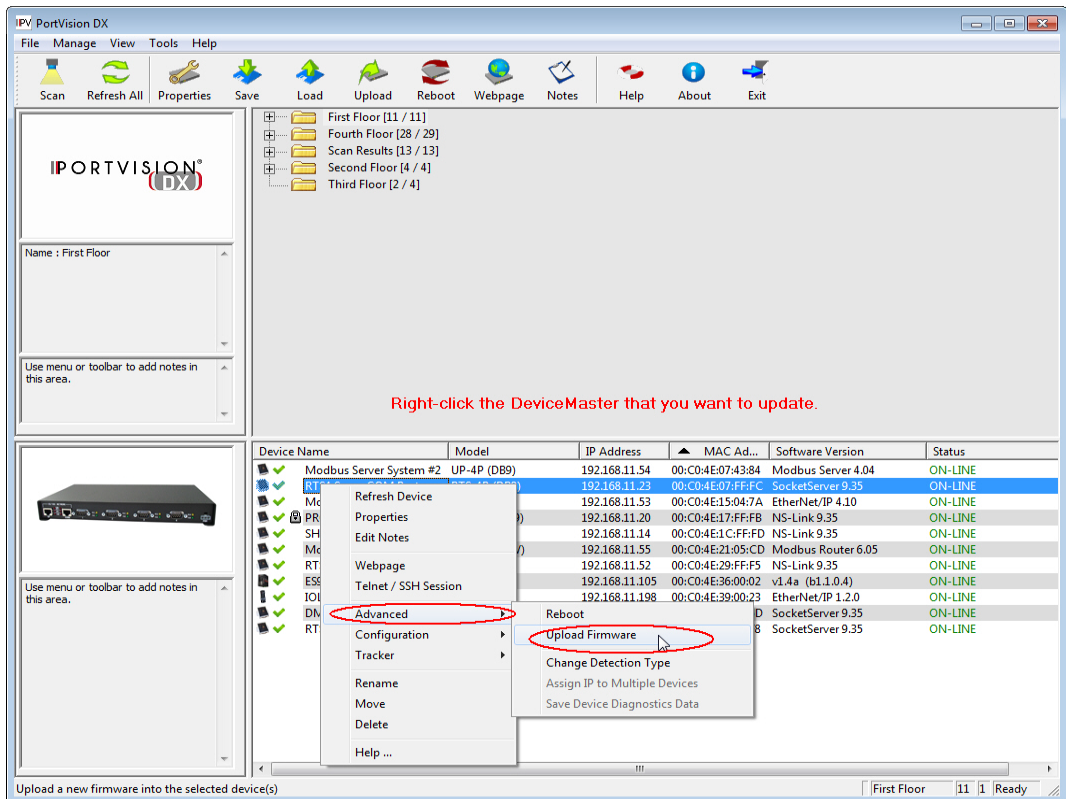 IPV PortVision DX
File Manage View Tools Help
Scan Refresh All Properties Save Load Upload Reboot Webpage Notes Help About Exit
PORTVISION®
DX
Name : First Floor
Use menu or toolbar to add notes in
this area.
First Floor [11 / 11]
Fourth Floor [28 / 29]
Scan Results [13 / 13]
Second Floor [4 / 4]
Third Floor [2 / 4]
Right-click the DeviceMaster that you want to update.
Use menu or toolbar to add notes in
this area.
Device Name Model IP Address MAC Ad... Software Version Status
Modbus Server System #2 UP-4P (DB9) 192.168.11.54 00:C0:4E:07:43:84 Modbus Server 4.04 ON-LINE
192.168.11.23 00:C0:4E:07:FF:FC SocketServer 9.35 ON-LINE
Mo 192.168.11.53 00:C0:4E:15:04:7A EtherNet/IP 4.10 ON-LINE
PR 9) 192.168.11.20 00:C0:4E:17:FF:FB NS-Link 9.35 ON-LINE
SH 192.168.11.14 00:C0:4E:1C:FF:FD NS-Link 9.35 ON-LINE
Mo V) 192.168.11.55 00:C0:4E:21:05:CD Modbus Router 6.05 ON-LINE
RT 192.168.11.52 00:C0:4E:29:FF:F5 NS-Link 9.35 ON-LINE
ES9 192.168.11.105 00:C0:4E:36:00:02 v1.4a (b1.1.0.4) ON-LINE
IOL 192.168.11.198 00:C0:4E:39:00:23 EtherNet/IP 1.2.0 ON-LINE
DM D SocketServer 9.35 ON-LINE
RT 8 SocketServer 9.35 ON-LINE
Refresh Device
Properties
Edit Notes
Webpage
Telnet / SSH Session
Advanced
Configuration
Tracker
Rename
Move
Delete
Help ...
Reboot
Upload Firmware
Change Detection Type
Assign IP to Multiple Devices
Save Device Diagnostics Data
Upload a new firmware into the selected device(s) First Floor 11 1 Ready